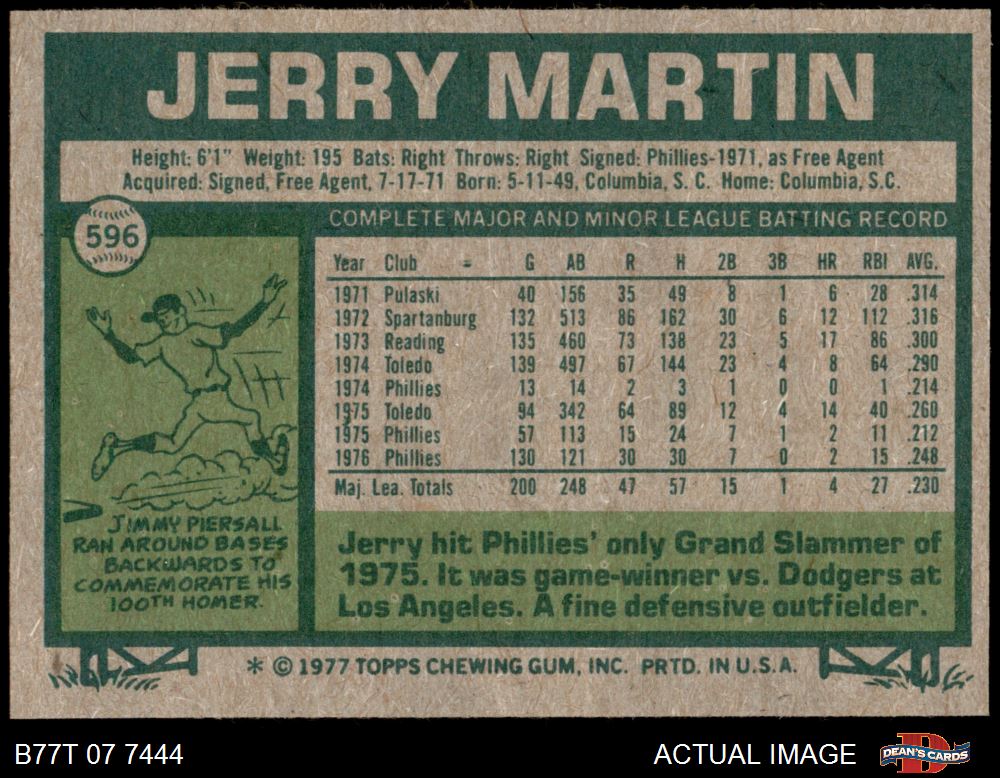 JERRY MARTIN
Height: 6'1" Weight: 195 Bats: Right Throws: Right Signed: Phillies-1971, as Free Agent
Acquired: Signed, Free Agent, 7-17-71 Born: 5-11-49, Columbia, S. C. Home: Columbia, S.C.
596
COMPLETE MAJOR AND MINOR LEAGUE BATTING RECORD
Year Club = G AB R H 2B 3B HR RBI AVG.
1971 Pulaski 40 156 35 49 8 1 6 28 .314
1972 Spartanburg 132 513 86 162 30 6 12 112 .316
1973 Reading 135 460 73 138 23 5 17 86 .300
1974 Toledo 139 497 67 144 23 4 8 64 .290
1974 Phillies 13 14 2 3 1 0 0 1 .214
1975 Toledo 94 342 64 89 12 4 14 40 .260
1975 Phillies 57 113 15 24 7 1 2 11 .212
1976 Phillies 130 121 30 30 7 0 2 15 .248
Maj. Lea. Totals 200 248 47 57 15 1 4 27 .230
JIMMY PIERSALL
RAN AROUND BASES
BACKWARDS TO
COMMEMORATE HIS
100TH HOMER.
Jerry hit Phillies' only Grand Slammer of
1975. It was game-winner vs. Dodgers at
Los Angeles. A fine defensive outfielder.
* © 1977 TOPPS CHEWING GUM, INC. PRTD. IN U.S.A.
B77T 07 7444
ACTUAL IMAGE
DEAN'S CARDS